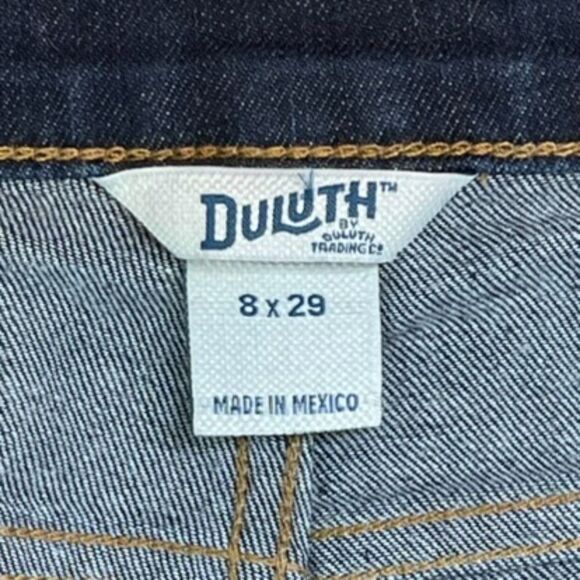 DULUTH™
BY
DULUTH
TRADING Co
8 x 29
MADE IN MEXICO